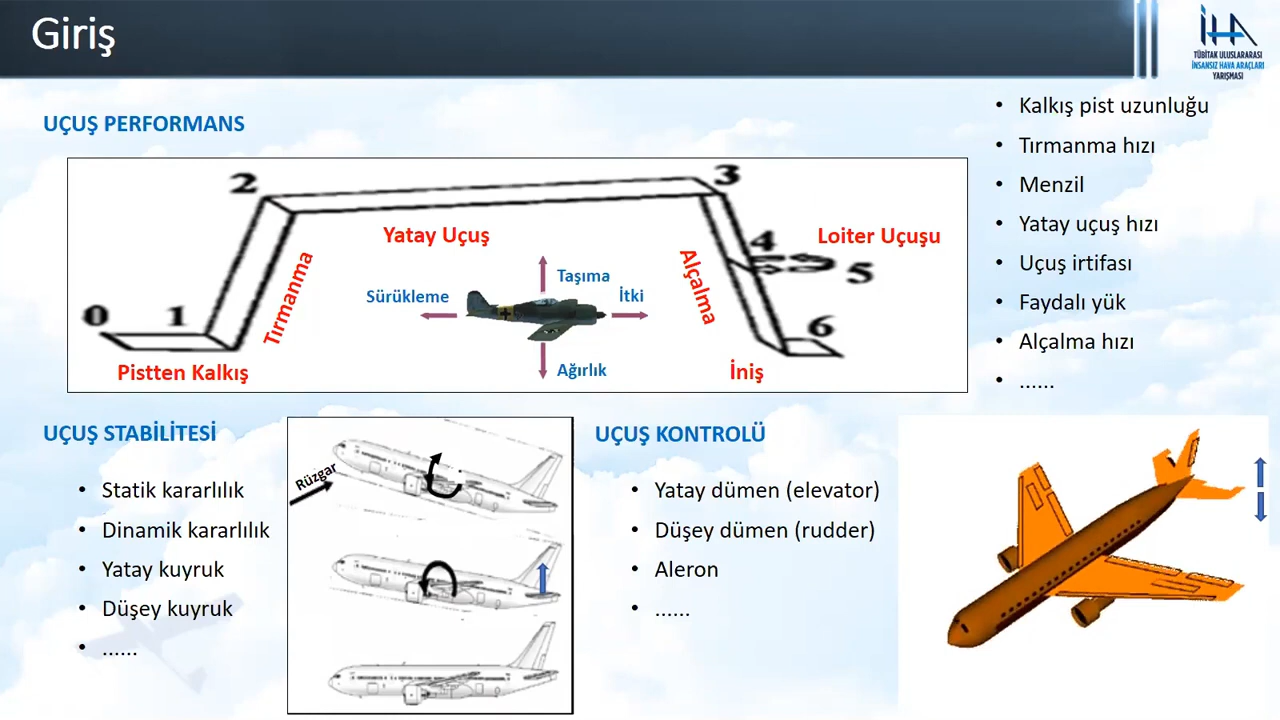 Giriş
İHA
TÜBİTAK ULUSLARARASI
İNSANSIZ HAVA ARAÇLARI
YARIŞMASI
UÇUŞ PERFORMANS
0
1
2
3
4
5
6
Pistten Kalkış
Tırmanma
Yatay Uçuş
Sürükleme
Taşıma
İtki
Ağırlık
Alçalma
Loiter Uçuşu
İniş
• Kalkış pist uzunluğu
• Tırmanma hızı
• Menzil
• Yatay uçuş hızı
• Uçuş irtifası
• Faydalı yük
• Alçalma hızı
• ......
UÇUŞ STABİLİTESİ
• Statik kararlılık
• Dinamik kararlılık
• Yatay kuyruk
• Düşey kuyruk
• ......
Rüzgar
UÇUŞ KONTROLÜ
• Yatay dümen (elevator)
• Düşey dümen (rudder)
• Aleron
• ......